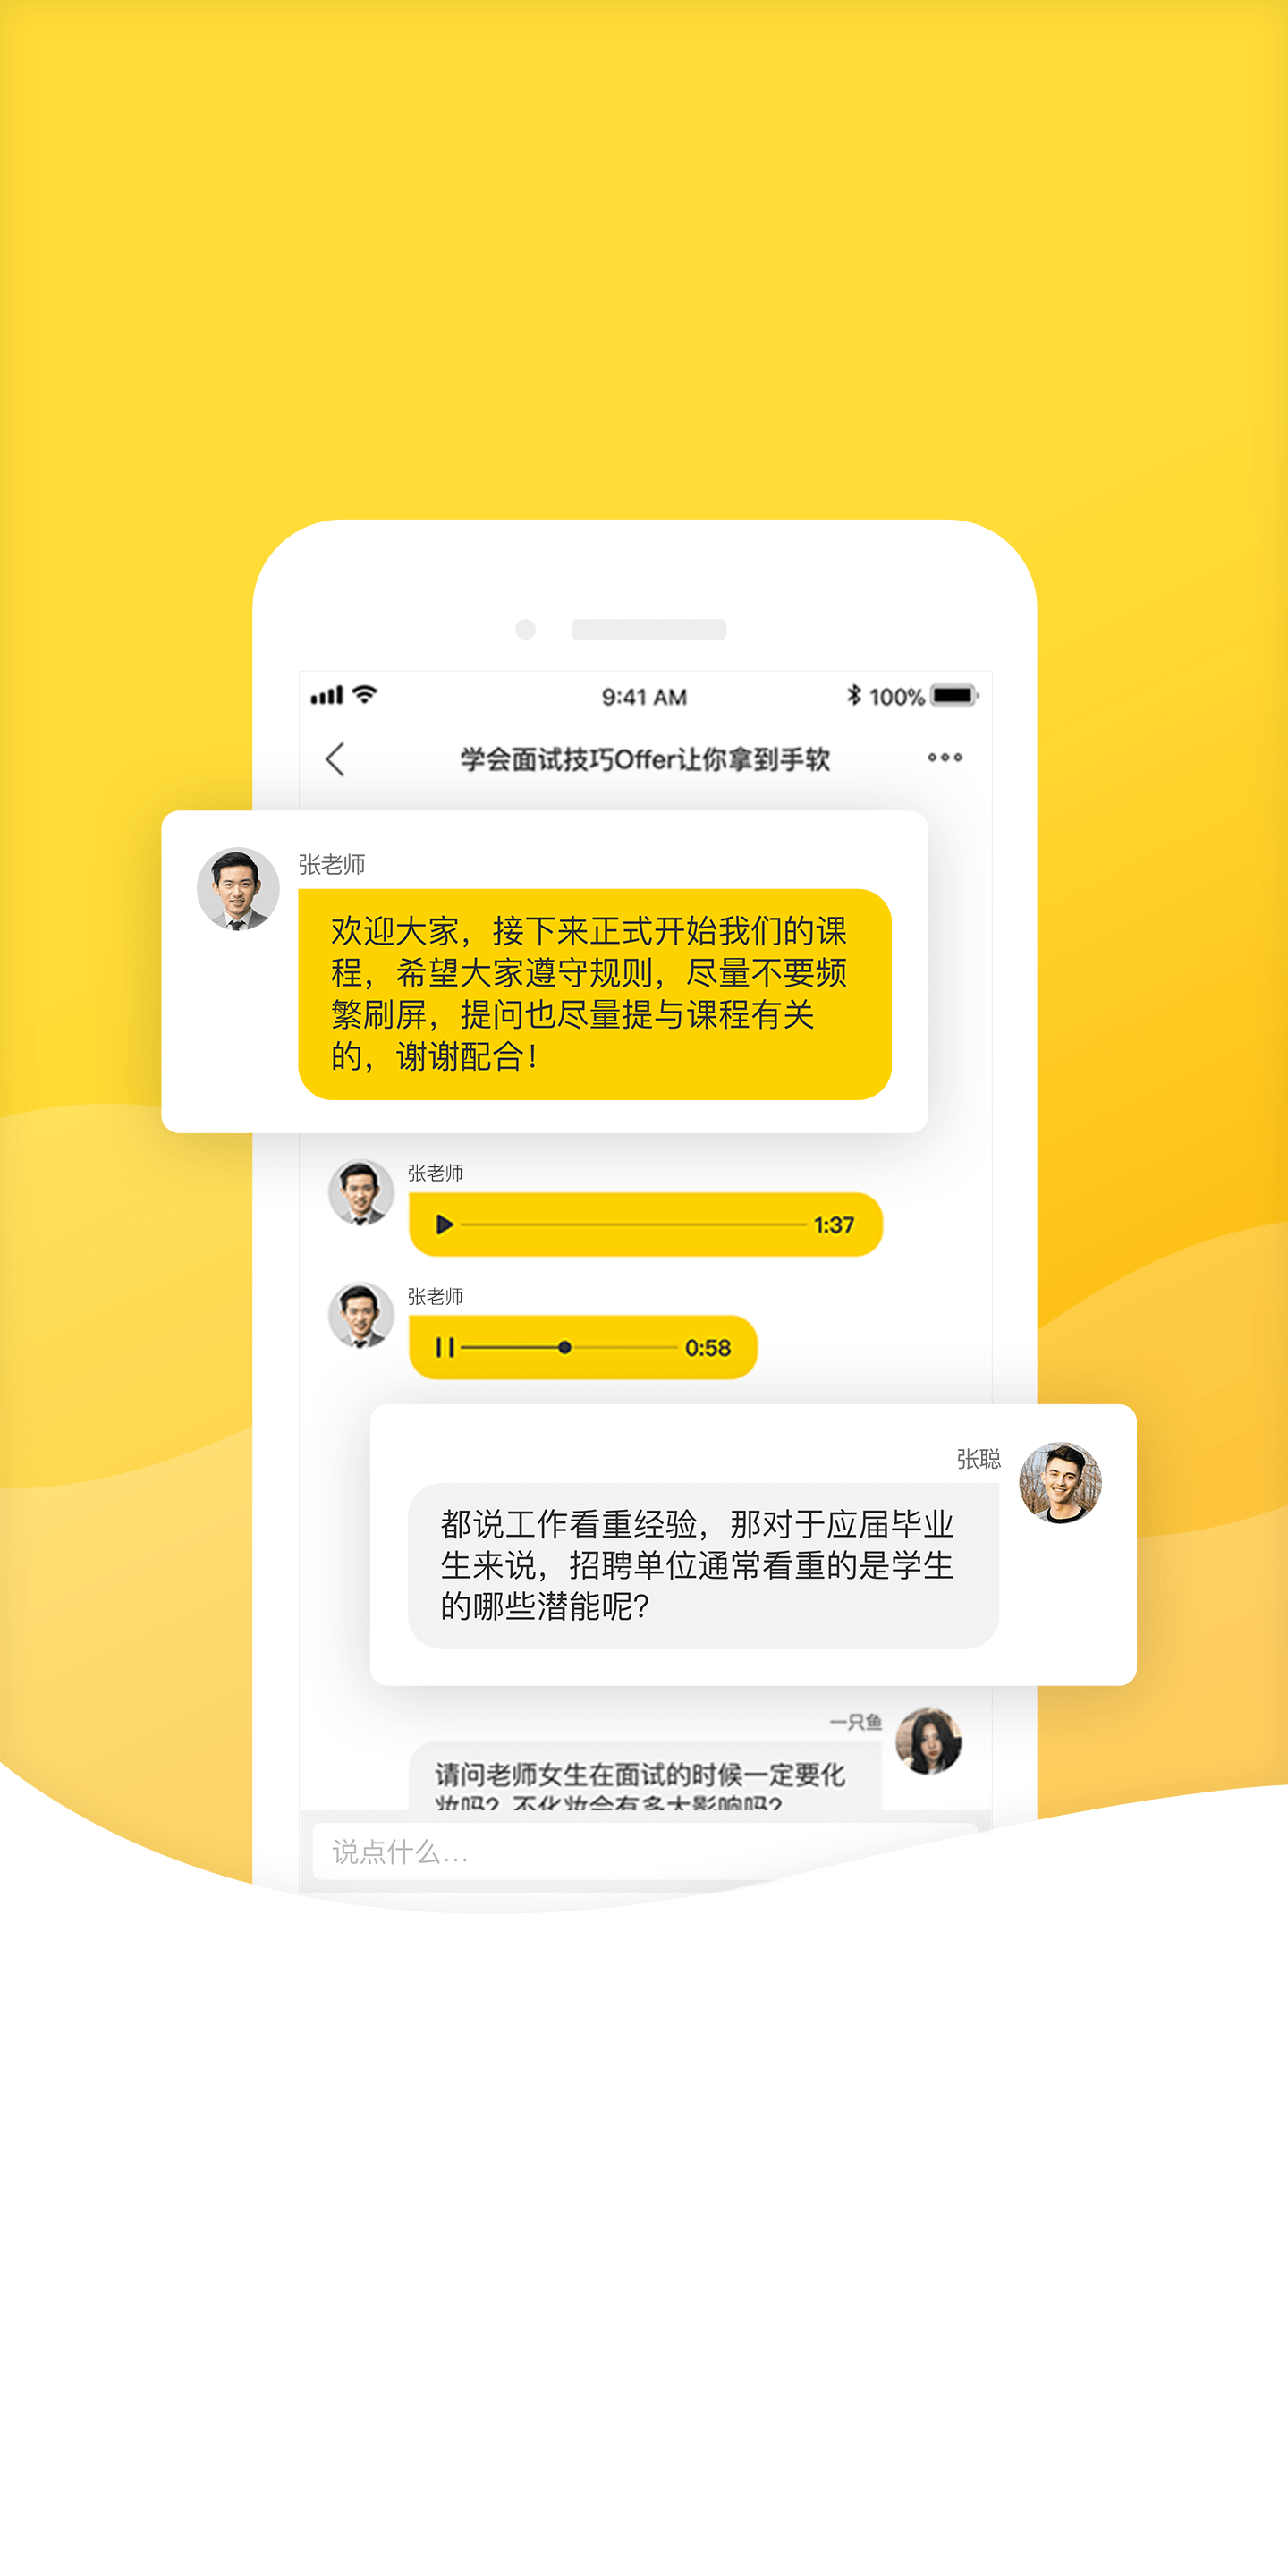 9:41 AM
100%
学会面试技巧Offer让你拿到手软
张老师
欢迎大家，接下来正式开始我们的课
程，希望大家遵守规则，尽量不要频
繁刷屏，提问也尽量提与课程有关
的，谢谢配合！
张老师
1:37
张老师
0:58
张聪
都说工作看重经验，那对于应届毕业
生来说，招聘单位通常看重的是学生
的哪些潜能呢？
一只鱼
请问老师女生在面试的时候一定要化
妆吗？不化妆会有多大影响吗？
说点什么...